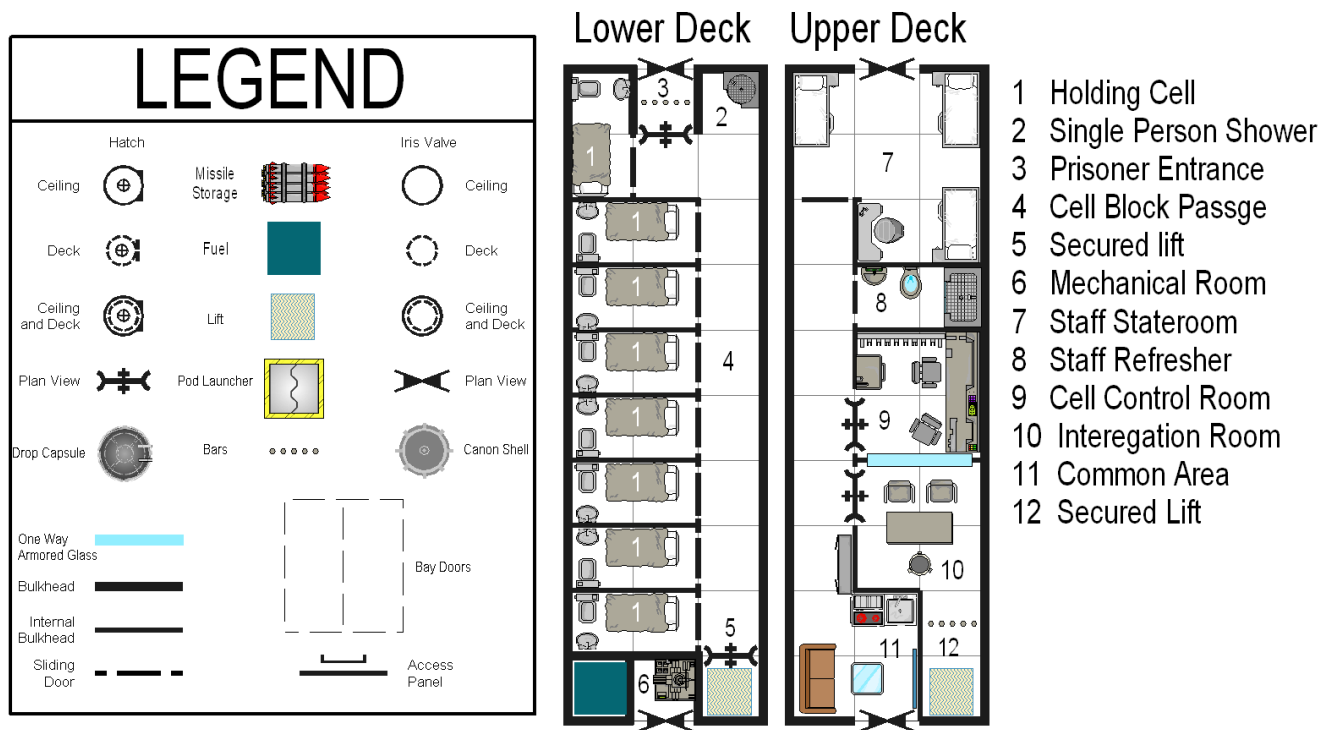 LEGEND
Hatch
Iris Valve
Ceiling
Missile
Storage
Ceiling
Deck
Fuel
Deck
Ceiling
and Deck
Lift
Ceiling
and Deck
Plan View
Pod Launcher
Plan View
Drop Capsule
Bars
Canon Shell
One Way
Armored Glass
Bulkhead
Bay Doors
Internal
Bulkhead
Sliding
Door
Access
Panel
Lower Deck
3
2
1
1
1
1
4
1
1
1
1
5
6
Upper Deck
7
8
9
10
11
12
1 Holding Cell
2 Single Person Shower
3 Prisoner Entrance
4 Cell Block Passge
5 Secured lift
6 Mechanical Room
7 Staff Stateroom
8 Staff Refresher
9 Cell Control Room
10 Interegation Room
11 Common Area
12 Secured Lift